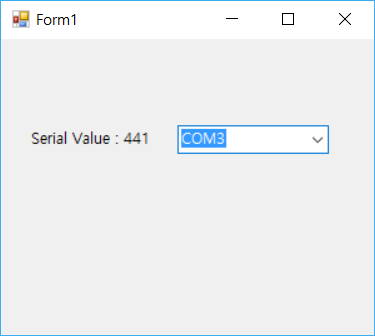 Form1
Serial Value : 441
COM3